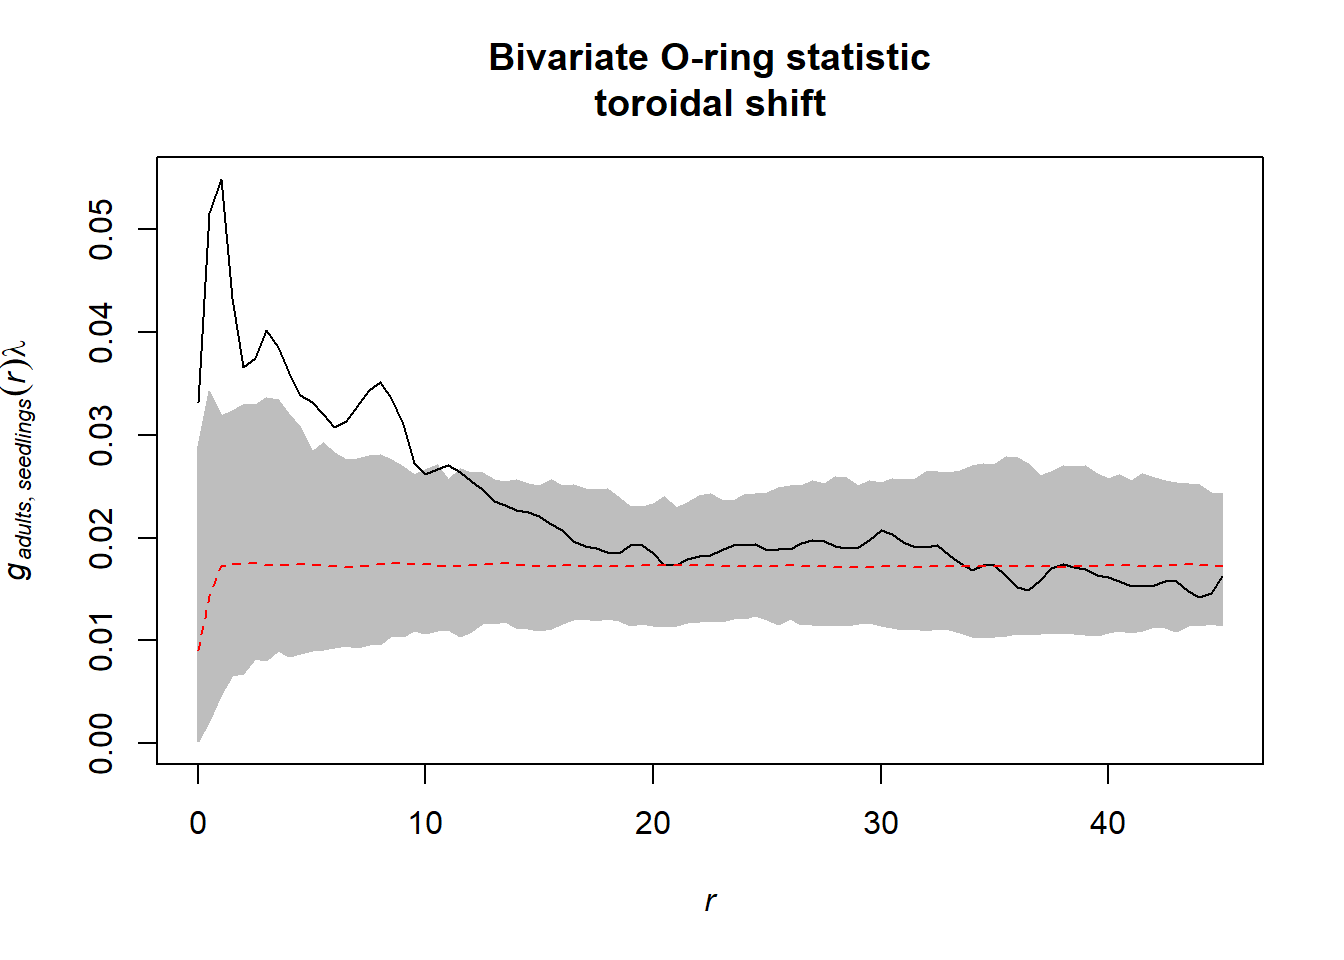 Bivariate O-ring statistic
toroidal shift
g adults, seedlings (r)λ
0.05
0.04
0.03
0.02
0.01
0.00
0 10 20 30 40
r